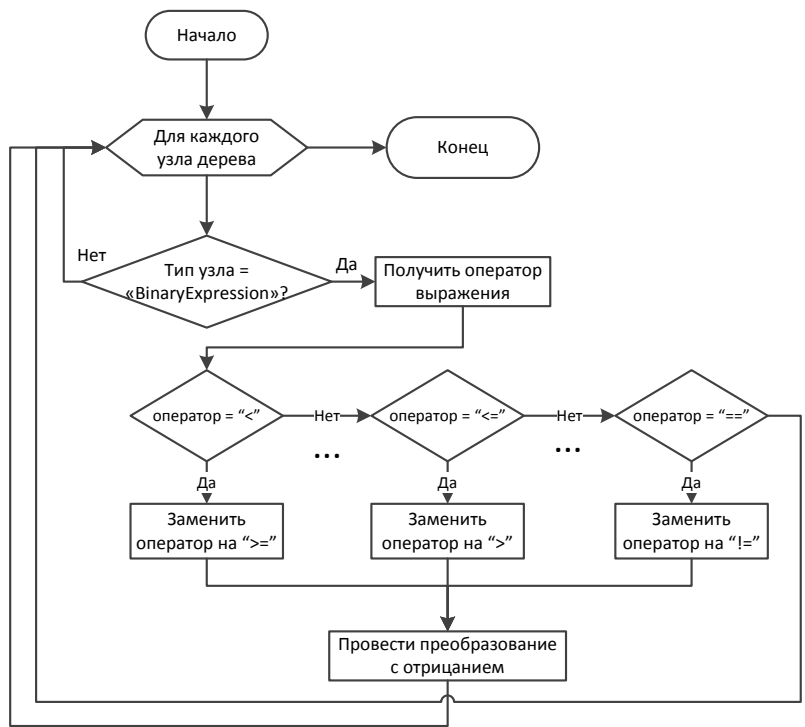 Начало
Для каждого
узла дерева
Конец
Нет
Тип узла =
«BinaryExpression»?
Да
Получить оператор
выражения
оператор = “<”
Нет
...
оператор = “<=”
Нет
...
оператор = “==”
Да
Да
Да
Заменить
оператор на “>=”
Заменить
оператор на “>”
Заменить
оператор на “!=”
Провести преобразование
с отрицанием